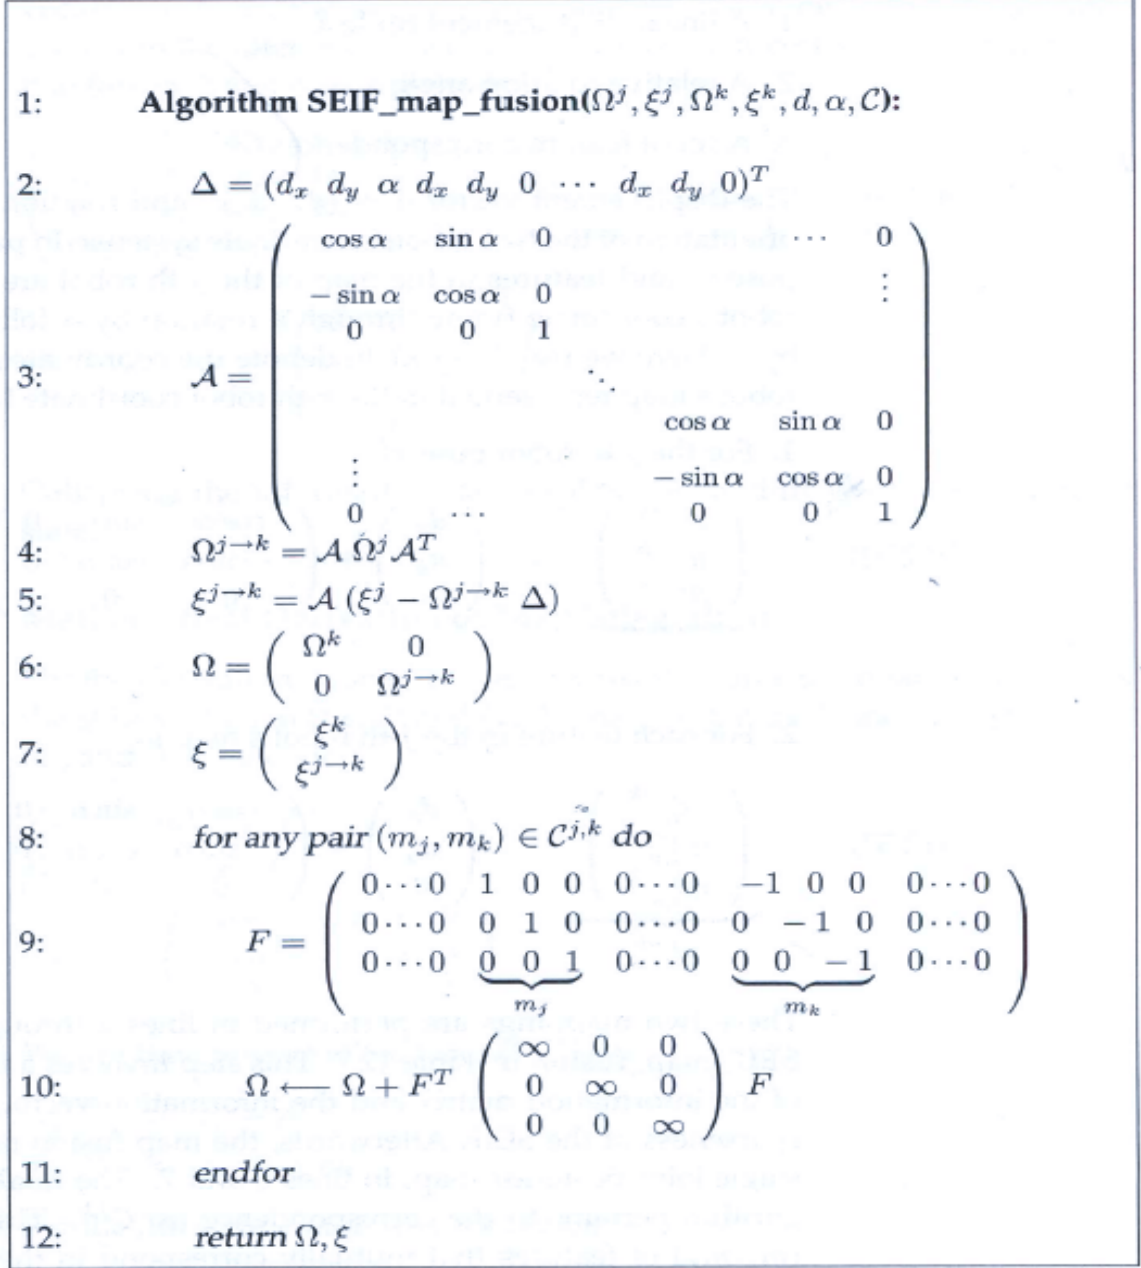 1: Algorithm SEIF_map_fusion(Ω^j, ξ^j, Ω^k, ξ^k, d, α, C):
2: Δ = (d_x d_y α d_x d_y 0 ⋯ d_x d_y 0)^T
cos α sin α 0 ⋯ 0
− sin α cos α 0 ⋮
0 0 1
3: A = ⋱
cos α sin α 0
⋮ − sin α cos α 0
0 ⋯ 0 0 1
4: Ω^{j→k} = A Ω^j A^T
5: ξ^{j→k} = A (ξ^j − Ω^{j→k} Δ)
6: Ω = ( Ω^k 0
0 Ω^{j→k} )
7: ξ = ( ξ^k
ξ^{j→k} )
8: for any pair (m_j, m_k) ∈ C^{j,k} do
0⋯0 1 0 0 0⋯0 −1 0 0 0⋯0
9: F = 0⋯0 0 1 0 0⋯0 0 −1 0 0⋯0
0⋯0 0 0 1 0⋯0 0 0 −1 0⋯0
m_j m_k
∞ 0 0
10: Ω ⟵ Ω + F^T 0 ∞ 0 F
0 0 ∞
11: endfor
12: return Ω, ξ